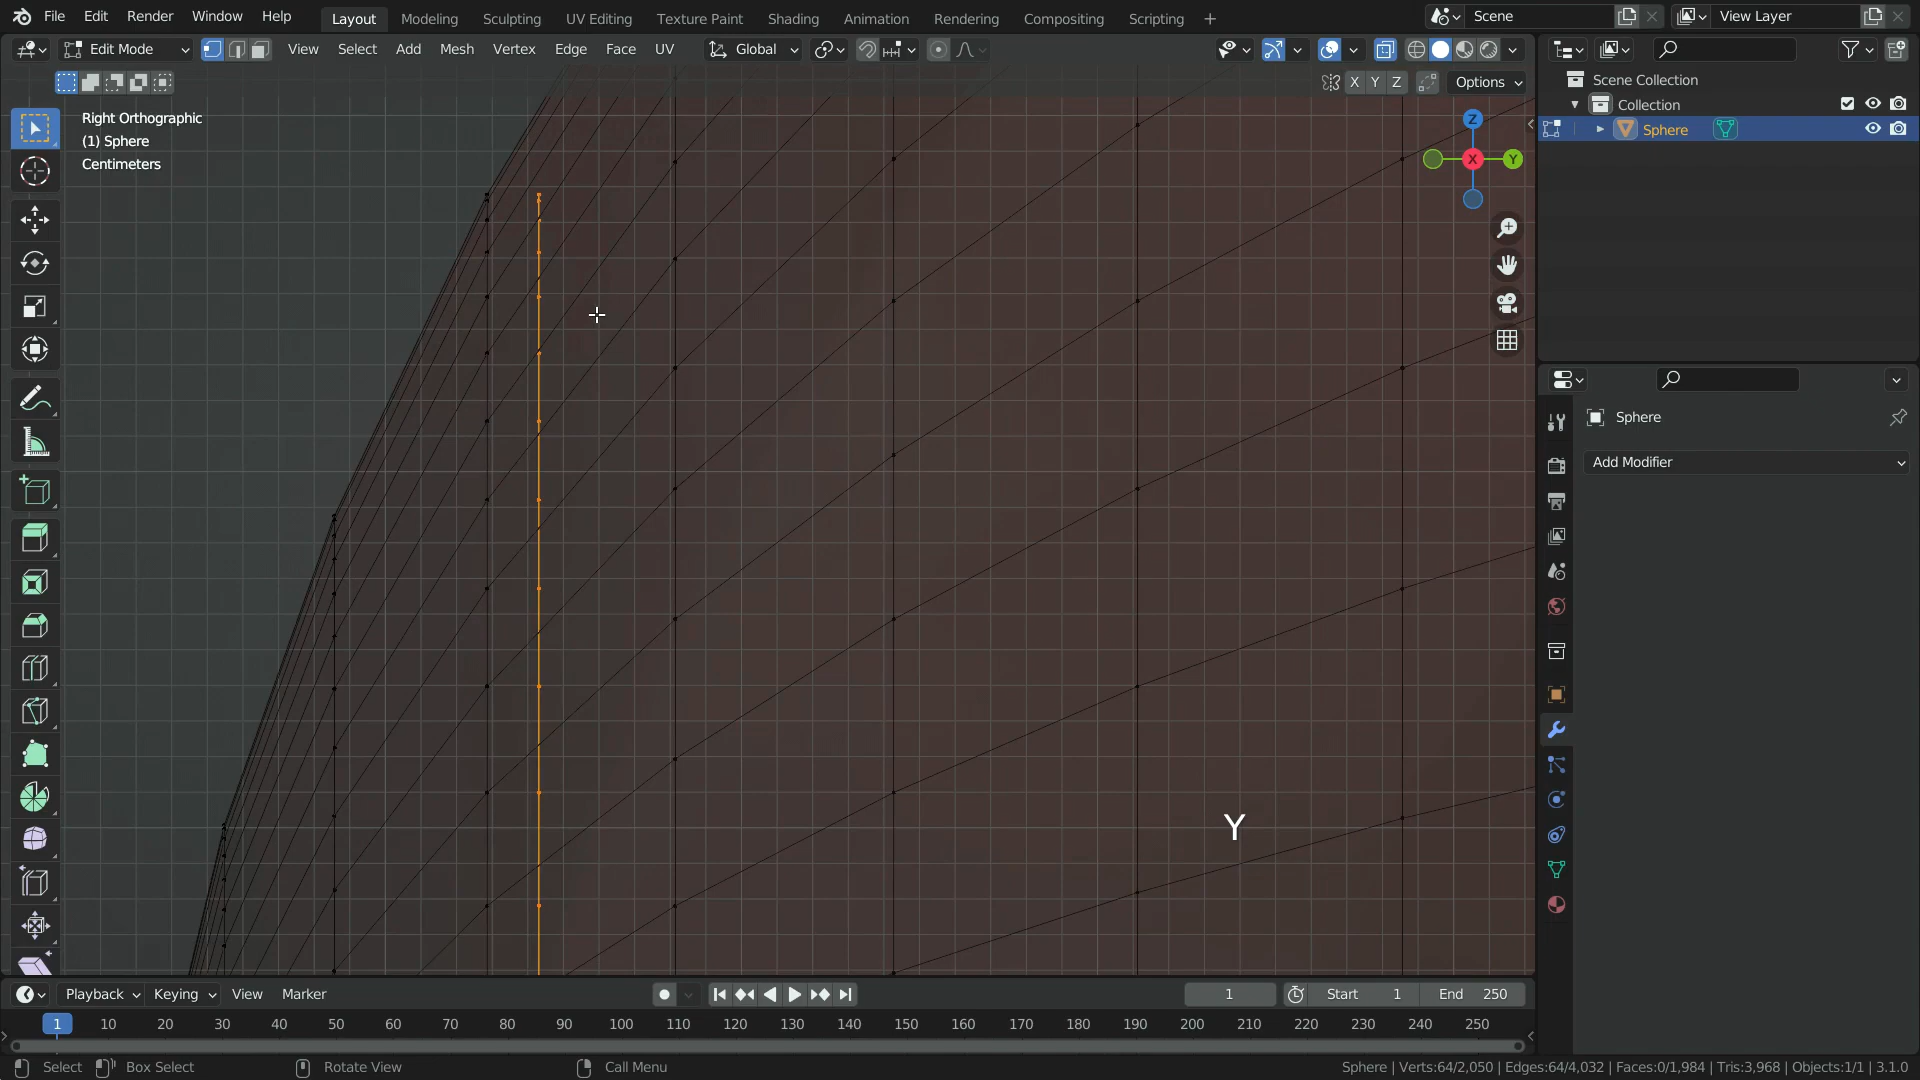 File Edit Render Window Help Layout Modeling Sculpting UV Editing Texture Paint Shading Animation Rendering Compositing Scripting + Scene View Layer
Edit Mode View Select Add Mesh Vertex Edge Face UV Global
X Y Z Options
Right Orthographic
(1) Sphere
Centimeters
Z
Y
X
Scene Collection
Collection
Sphere
Sphere
Add Modifier
Y
Playback Keying View Marker 1 Start 1 End 250
1 10 20 30 40 50 60 70 80 90 100 110 120 130 140 150 160 170 180 190 200 210 220 230 240 250
Select Box Select Rotate View Call Menu Sphere | Verts:64/2,050 | Edges:64/4,032 | Faces:0/1,984 | Tris:3,968 | Objects:1/1 | 3.1.0